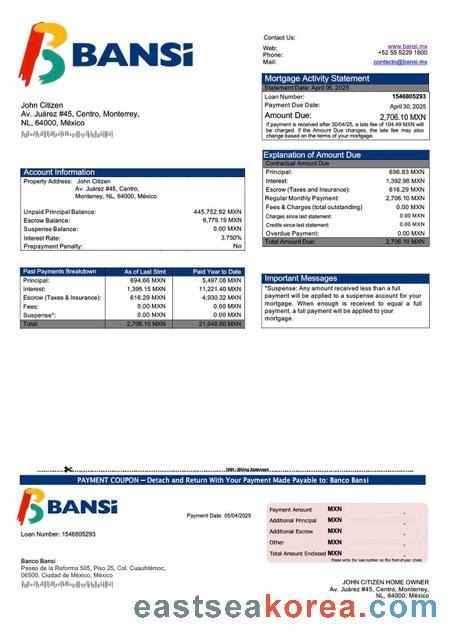 BANSI
Contact Us:
Web: www.bansi.mx
Phone: +52 55 5229 1800
Mail: contacto@bansi.mx
Mortgage Activity Statement
Statement Date: April 05, 2025
Loan Number: 1546805293
Payment Due Date: April 30, 2025
Amount Due: 2,706.10 MXN
If payment is received after 30/04/25, a late fee of 104.49 MXN will
be charged. If the Amount Due changes, the late fee may also
change based on the terms of your mortgage.
John Citizen
Av. Juárez #45, Centro, Monterrey,
NL, 64000, México
Explanation of Amount Due
Contractual Amount Due
Principal: 696.83 MXN
Interest: 1,392.98 MXN
Escrow (Taxes and Insurance): 616.29 MXN
Regular Monthly Payment: 2,706.10 MXN
Fees & Charges (total outstanding) 0.00 MXN
Charges since last statement: 0.00 MXN
Credits since last statement: 0.00 MXN
Overdue Payment: 0.00 MXN
Total Amount Due: 2,706.10 MXN
Account Information
Property Address: John Citizen
Av. Juárez #45, Centro,
Monterrey, NL, 64000, México
Unpaid Principal Balance: 445,752.92 MXN
Escrow Balance: 6,779.19 MXN
Suspense Balance: 0.00 MXN
Interest Rate: 3.750%
Prepayment Penalty: No
Past Payments Breakdown As of Last Stmt Paid Year to Date
Principal: 694.66 MXN 5,497.08 MXN
Interest: 1,395.15 MXN 11,221.40 MXN
Escrow (Taxes & Insurance): 616.29 MXN 4,930.32 MXN
Fees: 0.00 MXN 0.00 MXN
Suspense*: 0.00 MXN 0.00 MXN
Total: 2,706.10 MXN 21,648.80 MXN
Important Messages
*Suspense: Any amount received less than a full
payment will be applied to a suspense account for your
mortgage. When enough is received to equal a full
payment, a full payment will be applied to your
mortgage.
Billing Statement
PAYMENT COUPON – Detach and Return With Your Payment Made Payable to: Banco Bansi
BANSI
Payment Date: 05/04/2025
Loan Number: 1546805293
Payment Amount MXN .
Additional Principal MXN .
Additional Escrow MXN .
Other MXN .
Total Amount Enclosed MXN .
Please write the loan number on the front of your check
Banco Bansi
Paseo de la Reforma 505, Piso 25, Col. Cuauhtémoc,
06500, Ciudad de México, México
JOHN CITIZEN HOME OWNER
Av. Juárez #45, Centro, Monterrey,
NL, 64000, México
eastseakorea.com